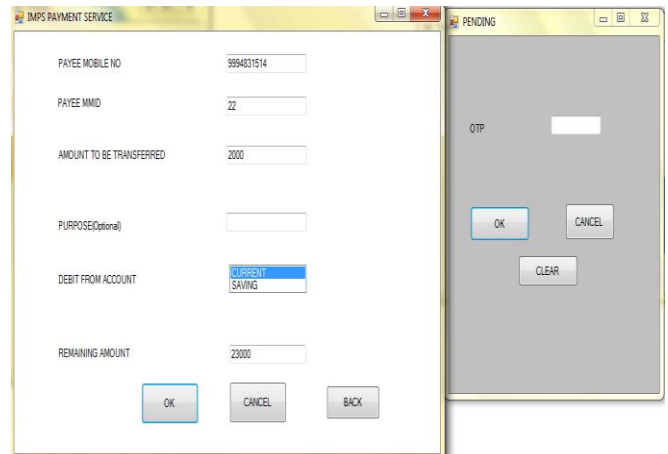 IMPS PAYMENT SERVICE
PAYEE MOBILE NO 9994831514
PAYEE MMID 22
AMOUNT TO BE TRANSFERRED 2000
PURPOSE(Optional)
DEBIT FROM ACCOUNT CURRENT
SAVING
REMAINING AMOUNT 23000
OK CANCEL BACK
PENDING
OTP
OK CANCEL
CLEAR